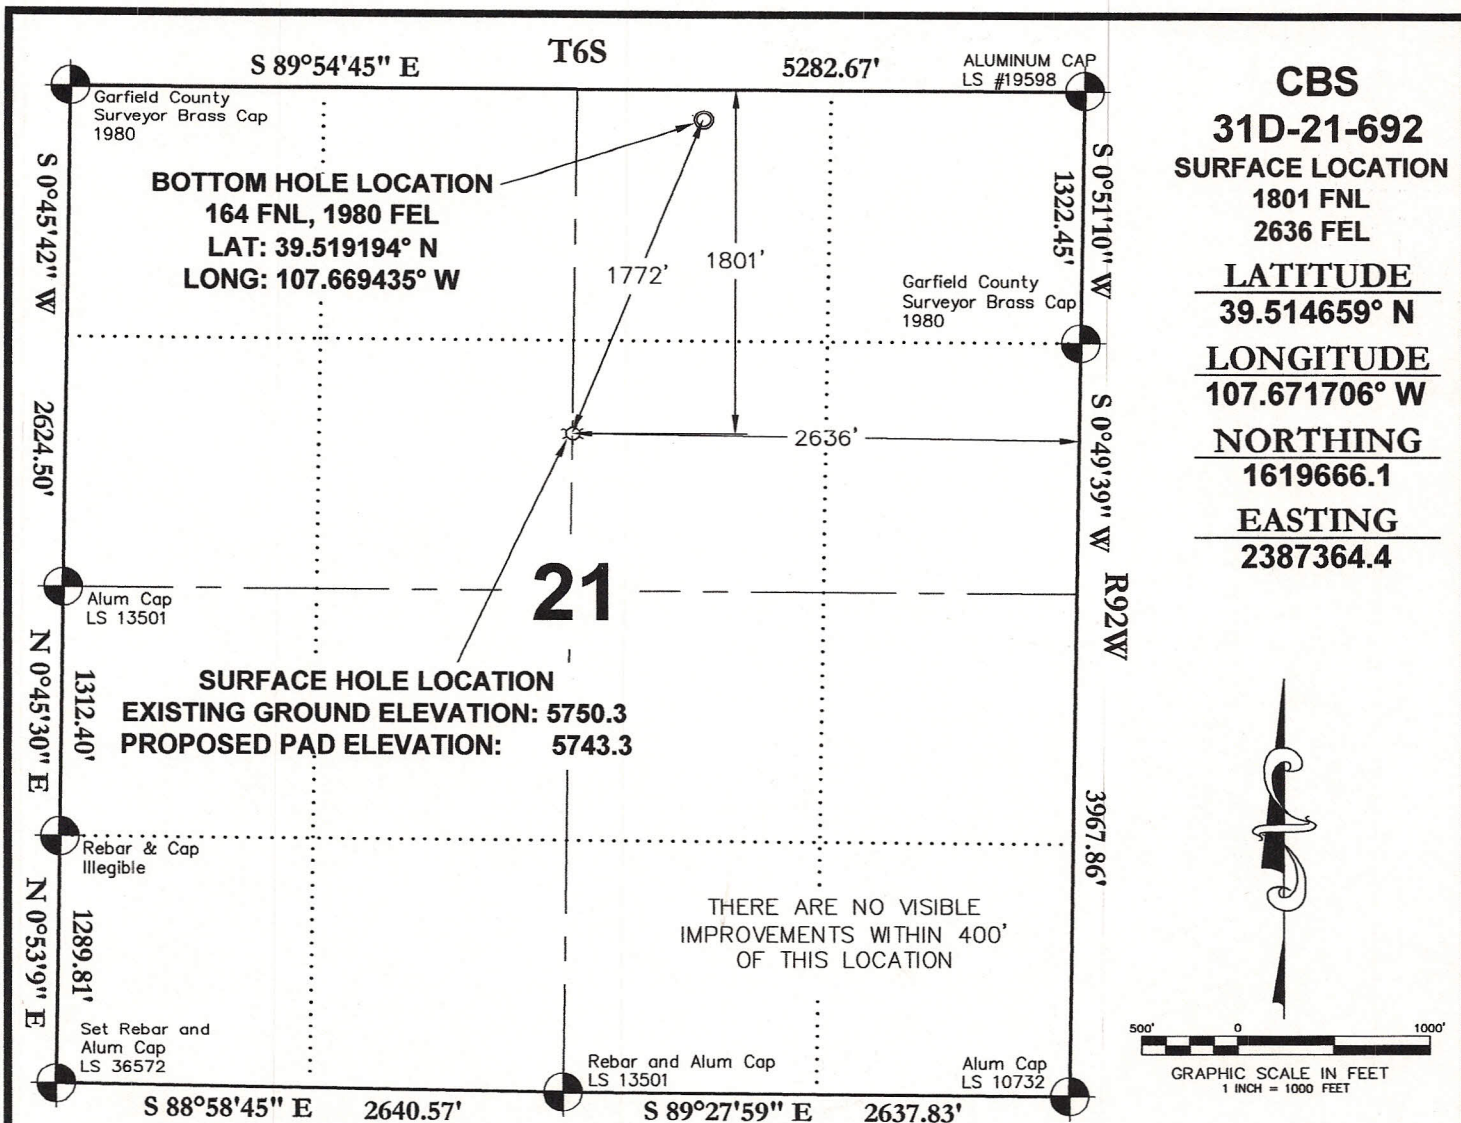 T6S
S 89°54'45" E
5282.67'
ALUMINUM CAP
LS #19598
Garfield County
Surveyor Brass Cap
1980
BOTTOM HOLE LOCATION
164 FNL, 1980 FEL
LAT: 39.519194° N
LONG: 107.669435° W
S 0°45'42" W
2624.50'
1772'
1801'
S 0°51'10" W
1322.45'
Garfield County
Surveyor Brass Cap
1980
2636'
S 0°49'39" W
R92W
3967.86'
21
Alum Cap
LS 13501
N 0°45'30" E
1312.40'
SURFACE HOLE LOCATION
EXISTING GROUND ELEVATION: 5750.3
PROPOSED PAD ELEVATION: 5743.3
Rebar & Cap
Illegible
N 0°53'9" E
1289.81'
THERE ARE NO VISIBLE
IMPROVEMENTS WITHIN 400'
OF THIS LOCATION
Set Rebar and
Alum Cap
LS 36572
Rebar and Alum Cap
LS 13501
Alum Cap
LS 10732
S 88°58'45" E
2640.57'
S 89°27'59" E
2637.83'
CBS
31D-21-692
SURFACE LOCATION
1801 FNL
2636 FEL
LATITUDE
39.514659° N
LONGITUDE
107.671706° W
NORTHING
1619666.1
EASTING
2387364.4
500' 0 1000'
GRAPHIC SCALE IN FEET
1 INCH = 1000 FEET